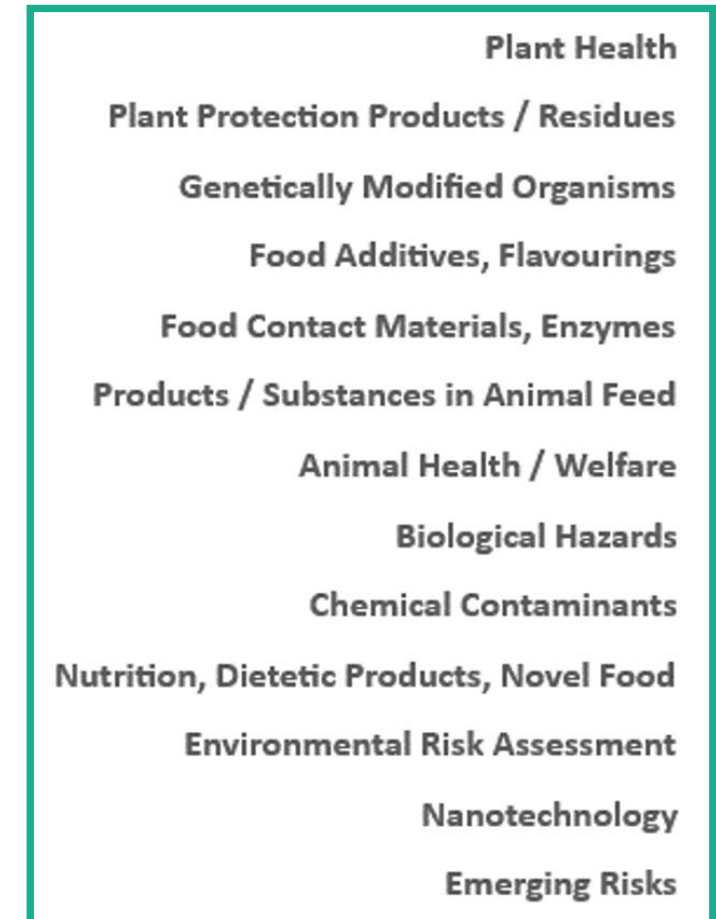 Plant Health
Plant Protection Products / Residues
Genetically Modified Organisms
Food Additives, Flavourings
Food Contact Materials, Enzymes
Products / Substances in Animal Feed
Animal Health / Welfare
Biological Hazards
Chemical Contaminants
Nutrition, Dietetic Products, Novel Food
Environmental Risk Assessment
Nanotechnology
Emerging Risks